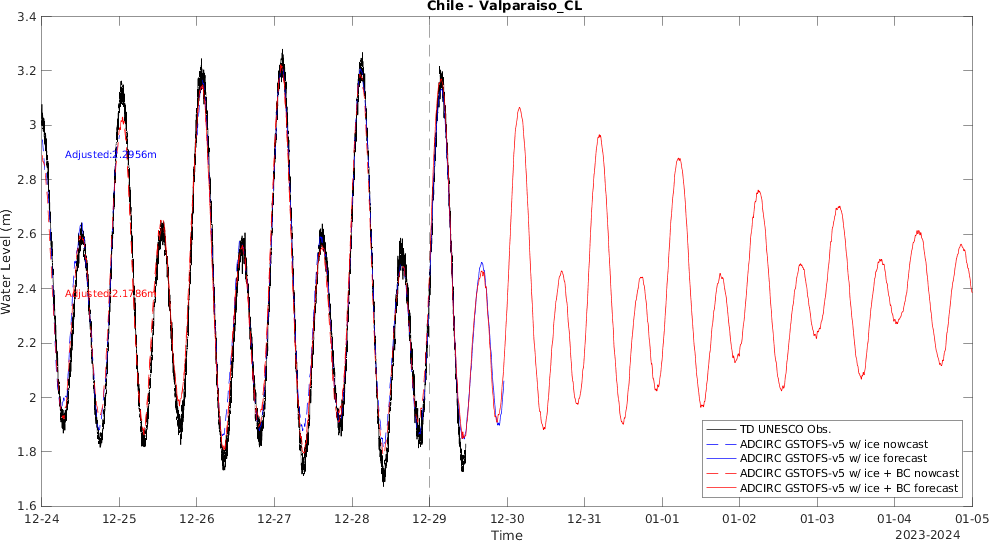 Chile - Valparaiso_CL
3.4
3.2
3
2.8
2.6
2.4
2.2
2
1.8
1.6
Water Level (m)
Adjusted:2.2956m
Adjusted:2.1786m
TD UNESCO Obs.
ADCIRC GSTOFS-v5 w/ ice nowcast
ADCIRC GSTOFS-v5 w/ ice forecast
ADCIRC GSTOFS-v5 w/ ice + BC nowcast
ADCIRC GSTOFS-v5 w/ ice + BC forecast
12-24 12-25 12-26 12-27 12-28 12-29 12-30 12-31 01-01 01-02 01-03 01-04 01-05
Time
2023-2024